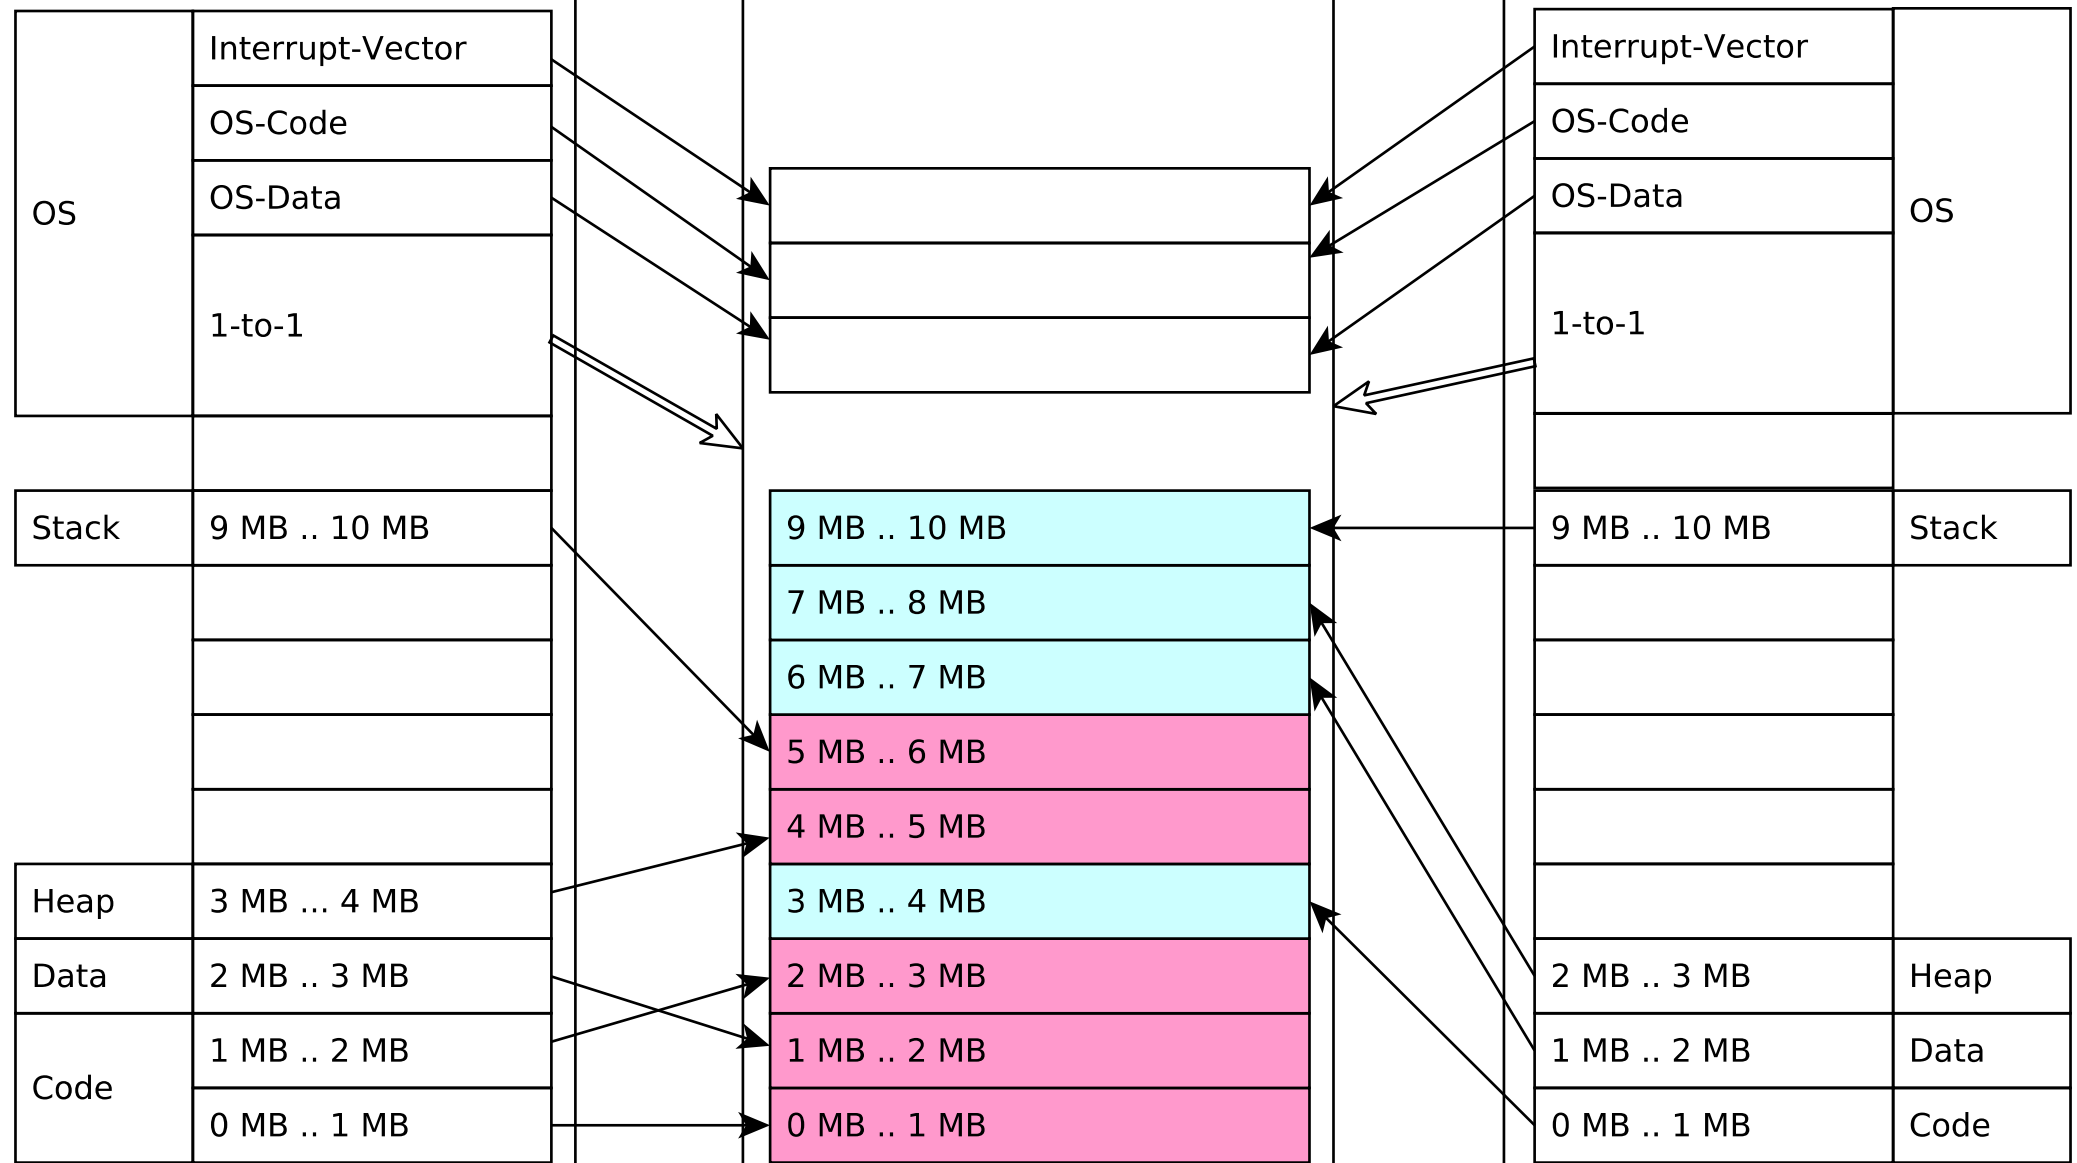 OS
Interrupt-Vector
OS-Code
OS-Data
1-to-1
Stack
9 MB .. 10 MB
Heap
3 MB ... 4 MB
Data
2 MB .. 3 MB
Code
1 MB .. 2 MB
0 MB .. 1 MB
9 MB .. 10 MB
7 MB .. 8 MB
6 MB .. 7 MB
5 MB .. 6 MB
4 MB .. 5 MB
3 MB .. 4 MB
2 MB .. 3 MB
1 MB .. 2 MB
0 MB .. 1 MB
Interrupt-Vector
OS-Code
OS-Data
1-to-1
OS
9 MB .. 10 MB
Stack
2 MB .. 3 MB
Heap
1 MB .. 2 MB
Data
0 MB .. 1 MB
Code